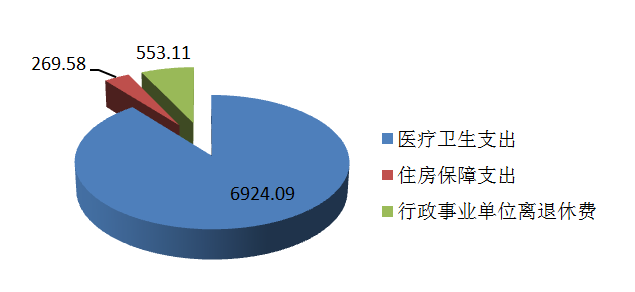 553.11
269.58
6924.09
医疗卫生支出
住房保障支出
行政事业单位离退休费